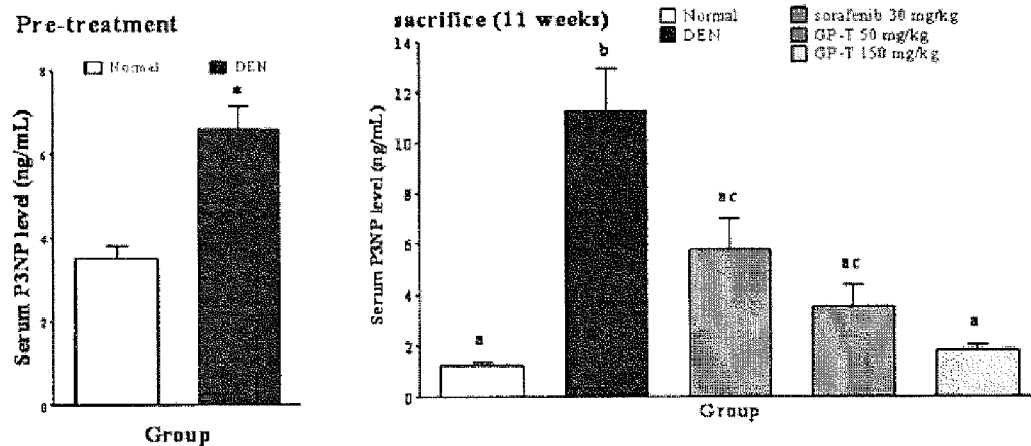 Pre-treatment
Normal
DEN
*
Serum P3NP level (ng/mL)
8
6
4
2
0
Group
sacrifice (11 weeks)
Normal
DEN
sorafenib 30 mg/kg
GP-T 50 mg/kg
GP-T 150 mg/kg
Serum P3NP level (ng/mL)
14
12
10
8
6
4
2
0
a
b
ac
ac
a
Group